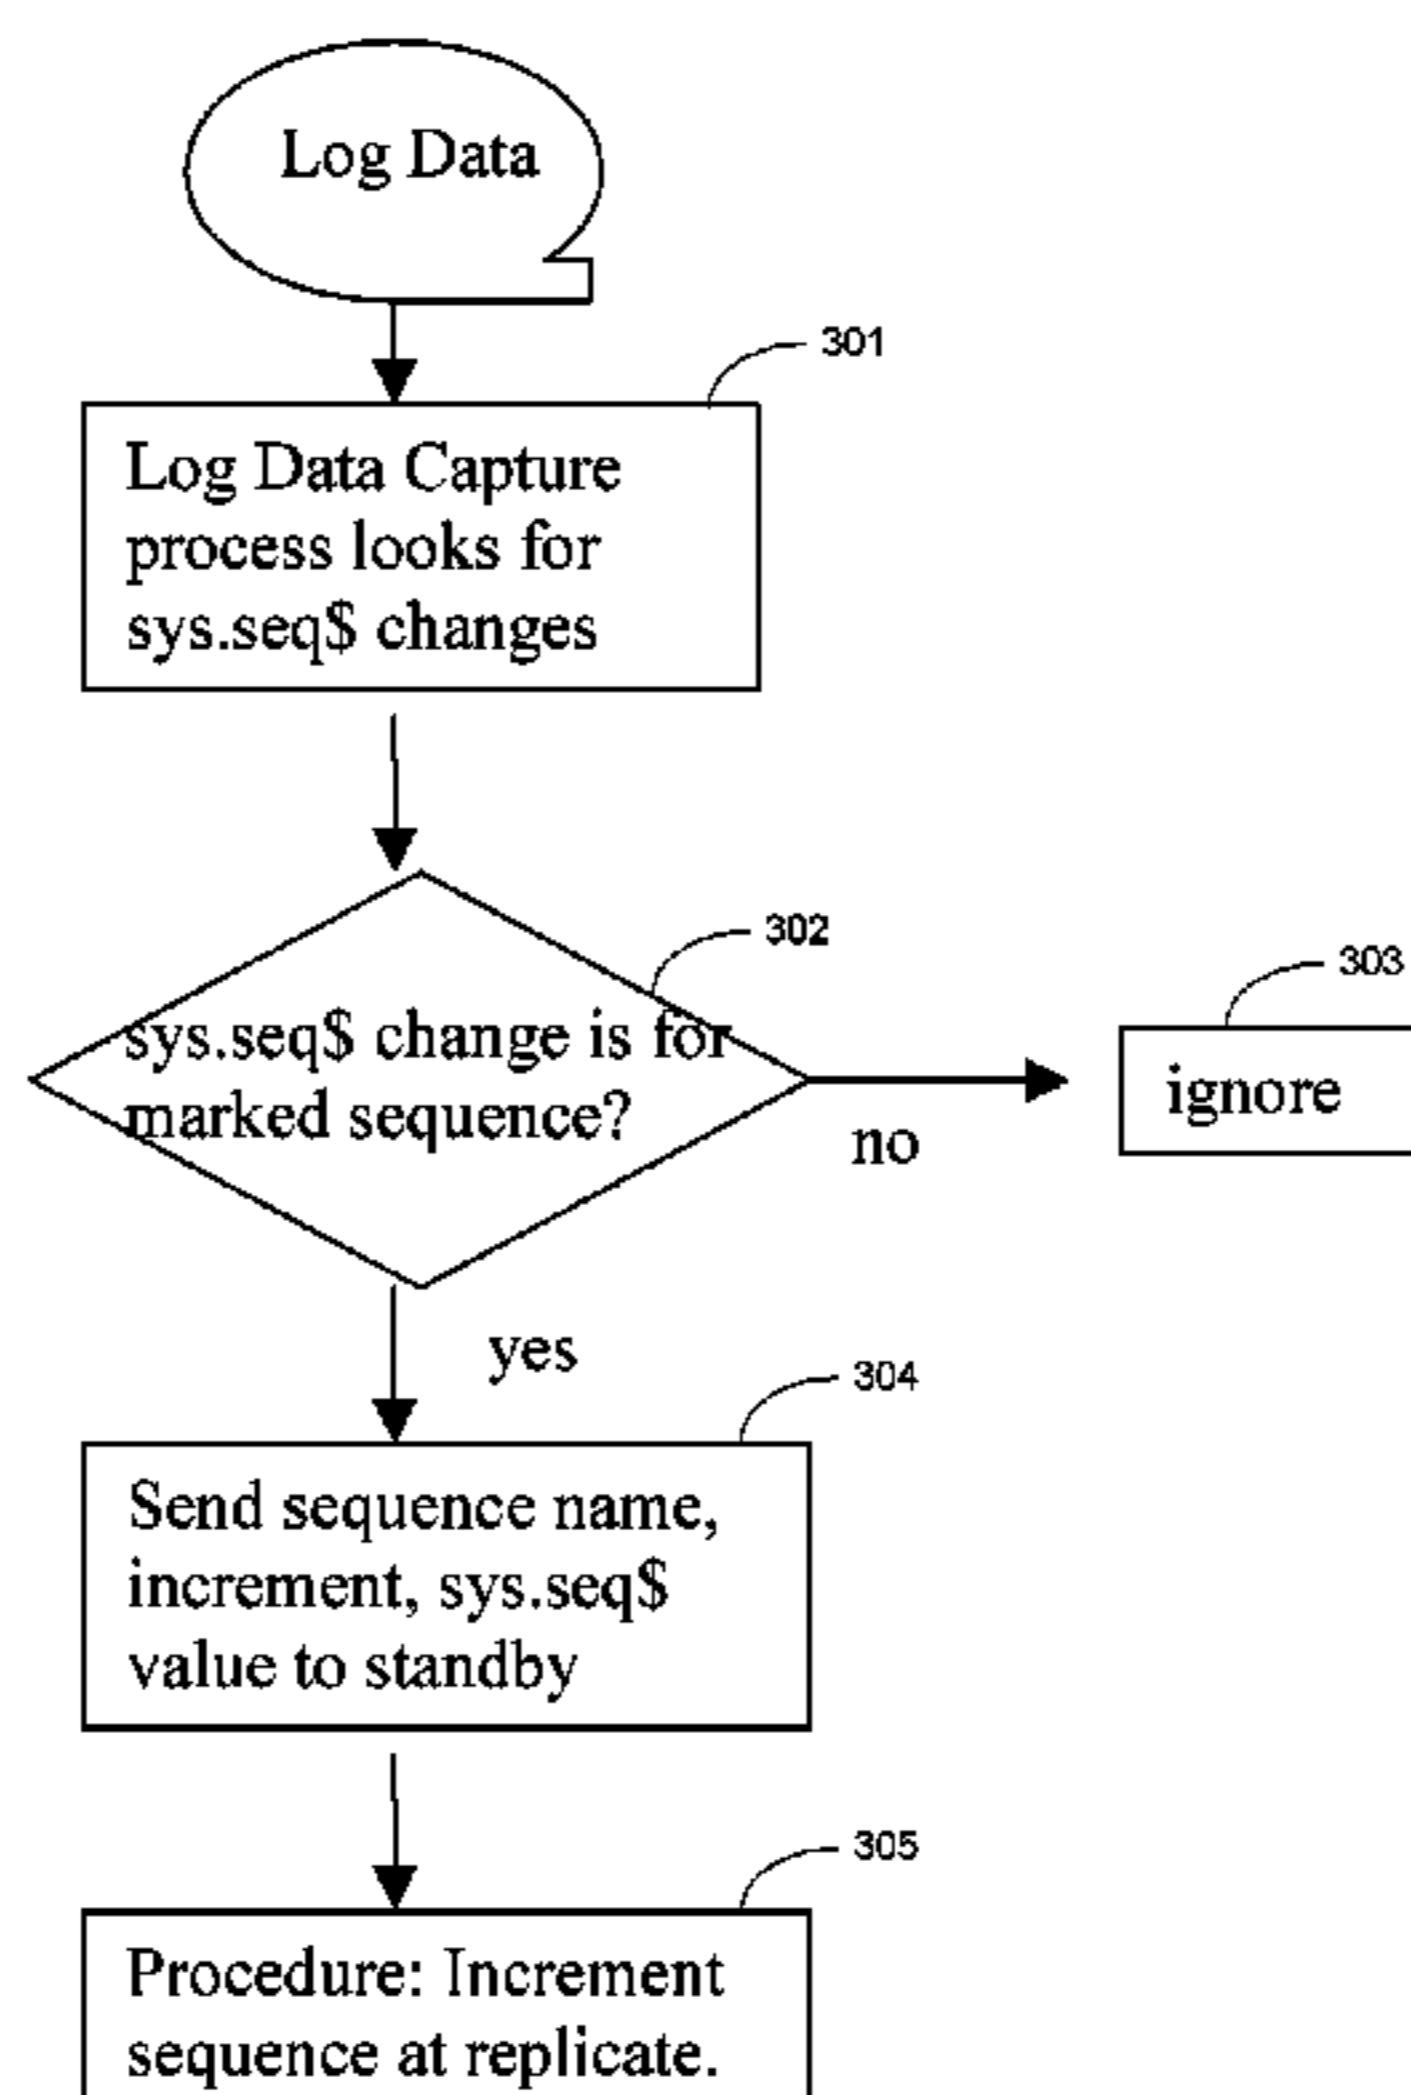 Log Data
301
Log Data Capture
process looks for
sys.seq$ changes
302
sys.seq$ change is for
marked sequence?
303
ignore
no
yes
304
Send sequence name,
increment, sys.seq$
value to standby
305
Procedure: Increment
sequence at replicate.